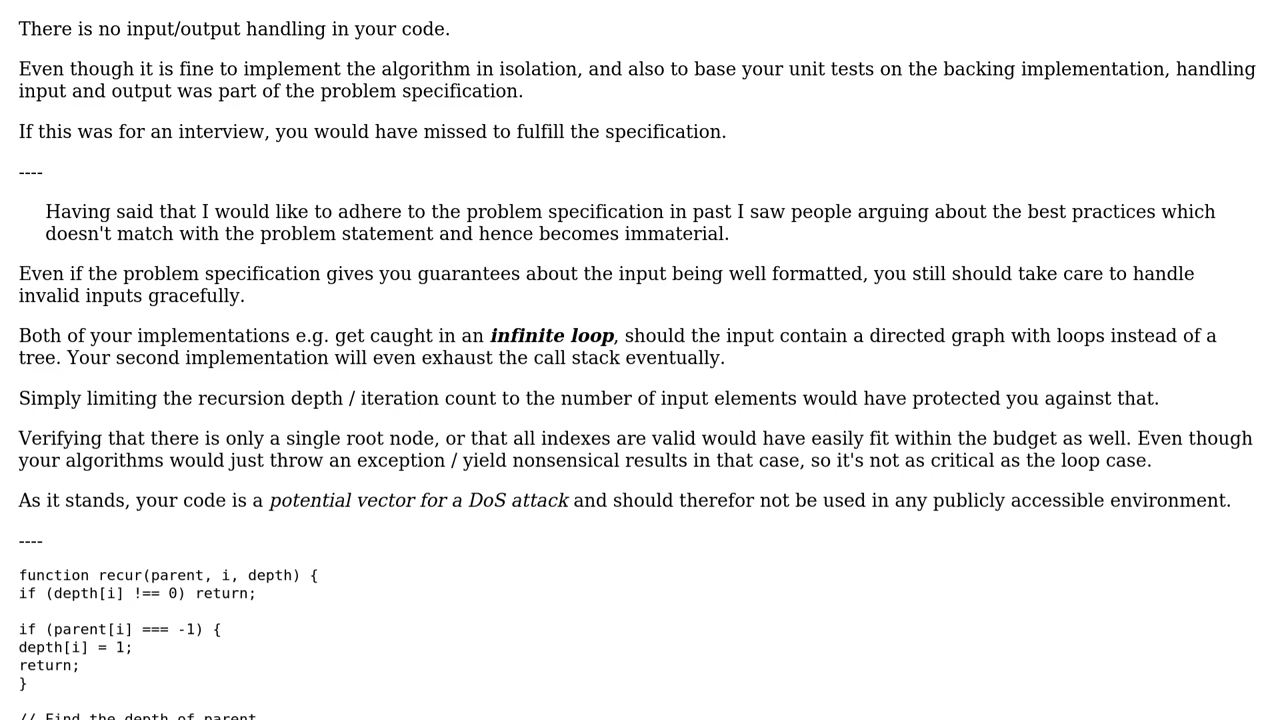 There is no input/output handling in your code.
Even though it is fine to implement the algorithm in isolation, and also to base your unit tests on the backing implementation, handling
input and output was part of the problem specification.
If this was for an interview, you would have missed to fulfill the specification.
----
Having said that I would like to adhere to the problem specification in past I saw people arguing about the best practices which
doesn't match with the problem statement and hence becomes immaterial.
Even if the problem specification gives you guarantees about the input being well formatted, you still should take care to handle
invalid inputs gracefully.
Both of your implementations e.g. get caught in an infinite loop, should the input contain a directed graph with loops instead of a
tree. Your second implementation will even exhaust the call stack eventually.
Simply limiting the recursion depth / iteration count to the number of input elements would have protected you against that.
Verifying that there is only a single root node, or that all indexes are valid would have easily fit within the budget as well. Even though
your algorithms would just throw an exception / yield nonsensical results in that case, so it's not as critical as the loop case.
As it stands, your code is a potential vector for a DoS attack and should therefor not be used in any publicly accessible environment.
----
function recur(parent, i, depth) {
if (depth[i] !== 0) return;
if (parent[i] === -1) {
depth[i] = 1;
return;
}
// Find the depth of parent